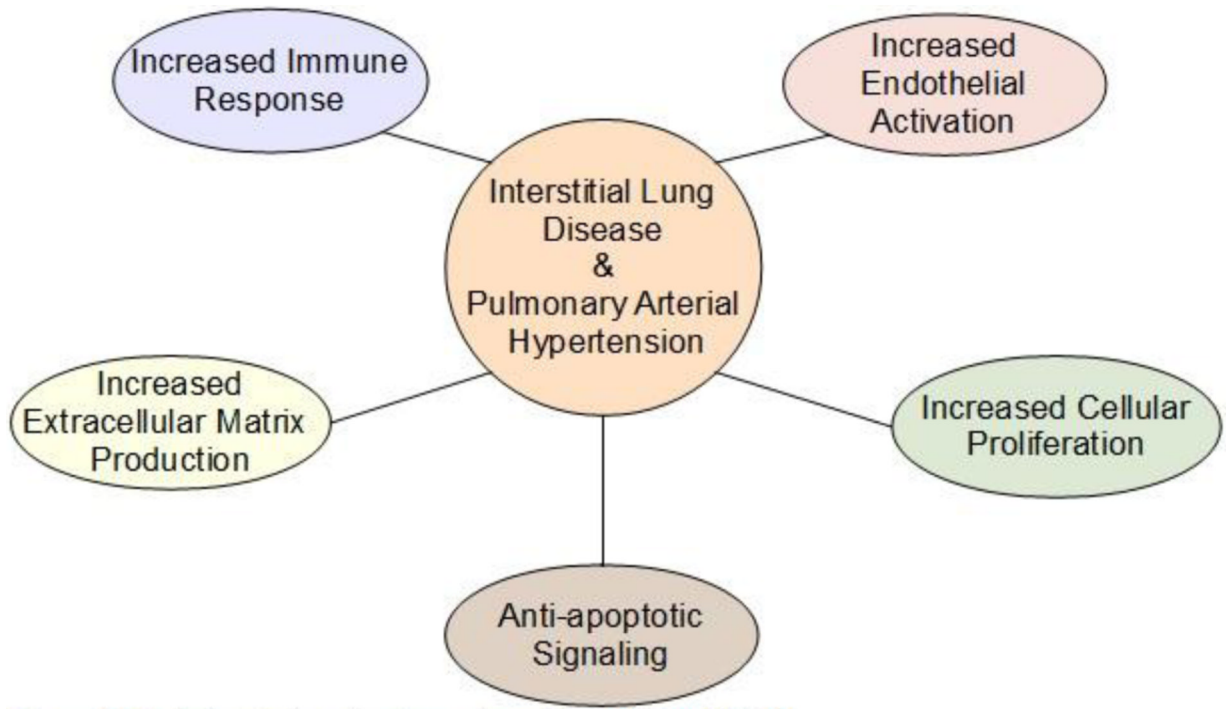 Increased Immune
Response
Increased
Endothelial
Activation
Interstitial Lung
Disease
&
Pulmonary Arterial
Hypertension
Increased
Extracellular Matrix
Production
Increased Cellular
Proliferation
Anti-apoptotic
Signaling